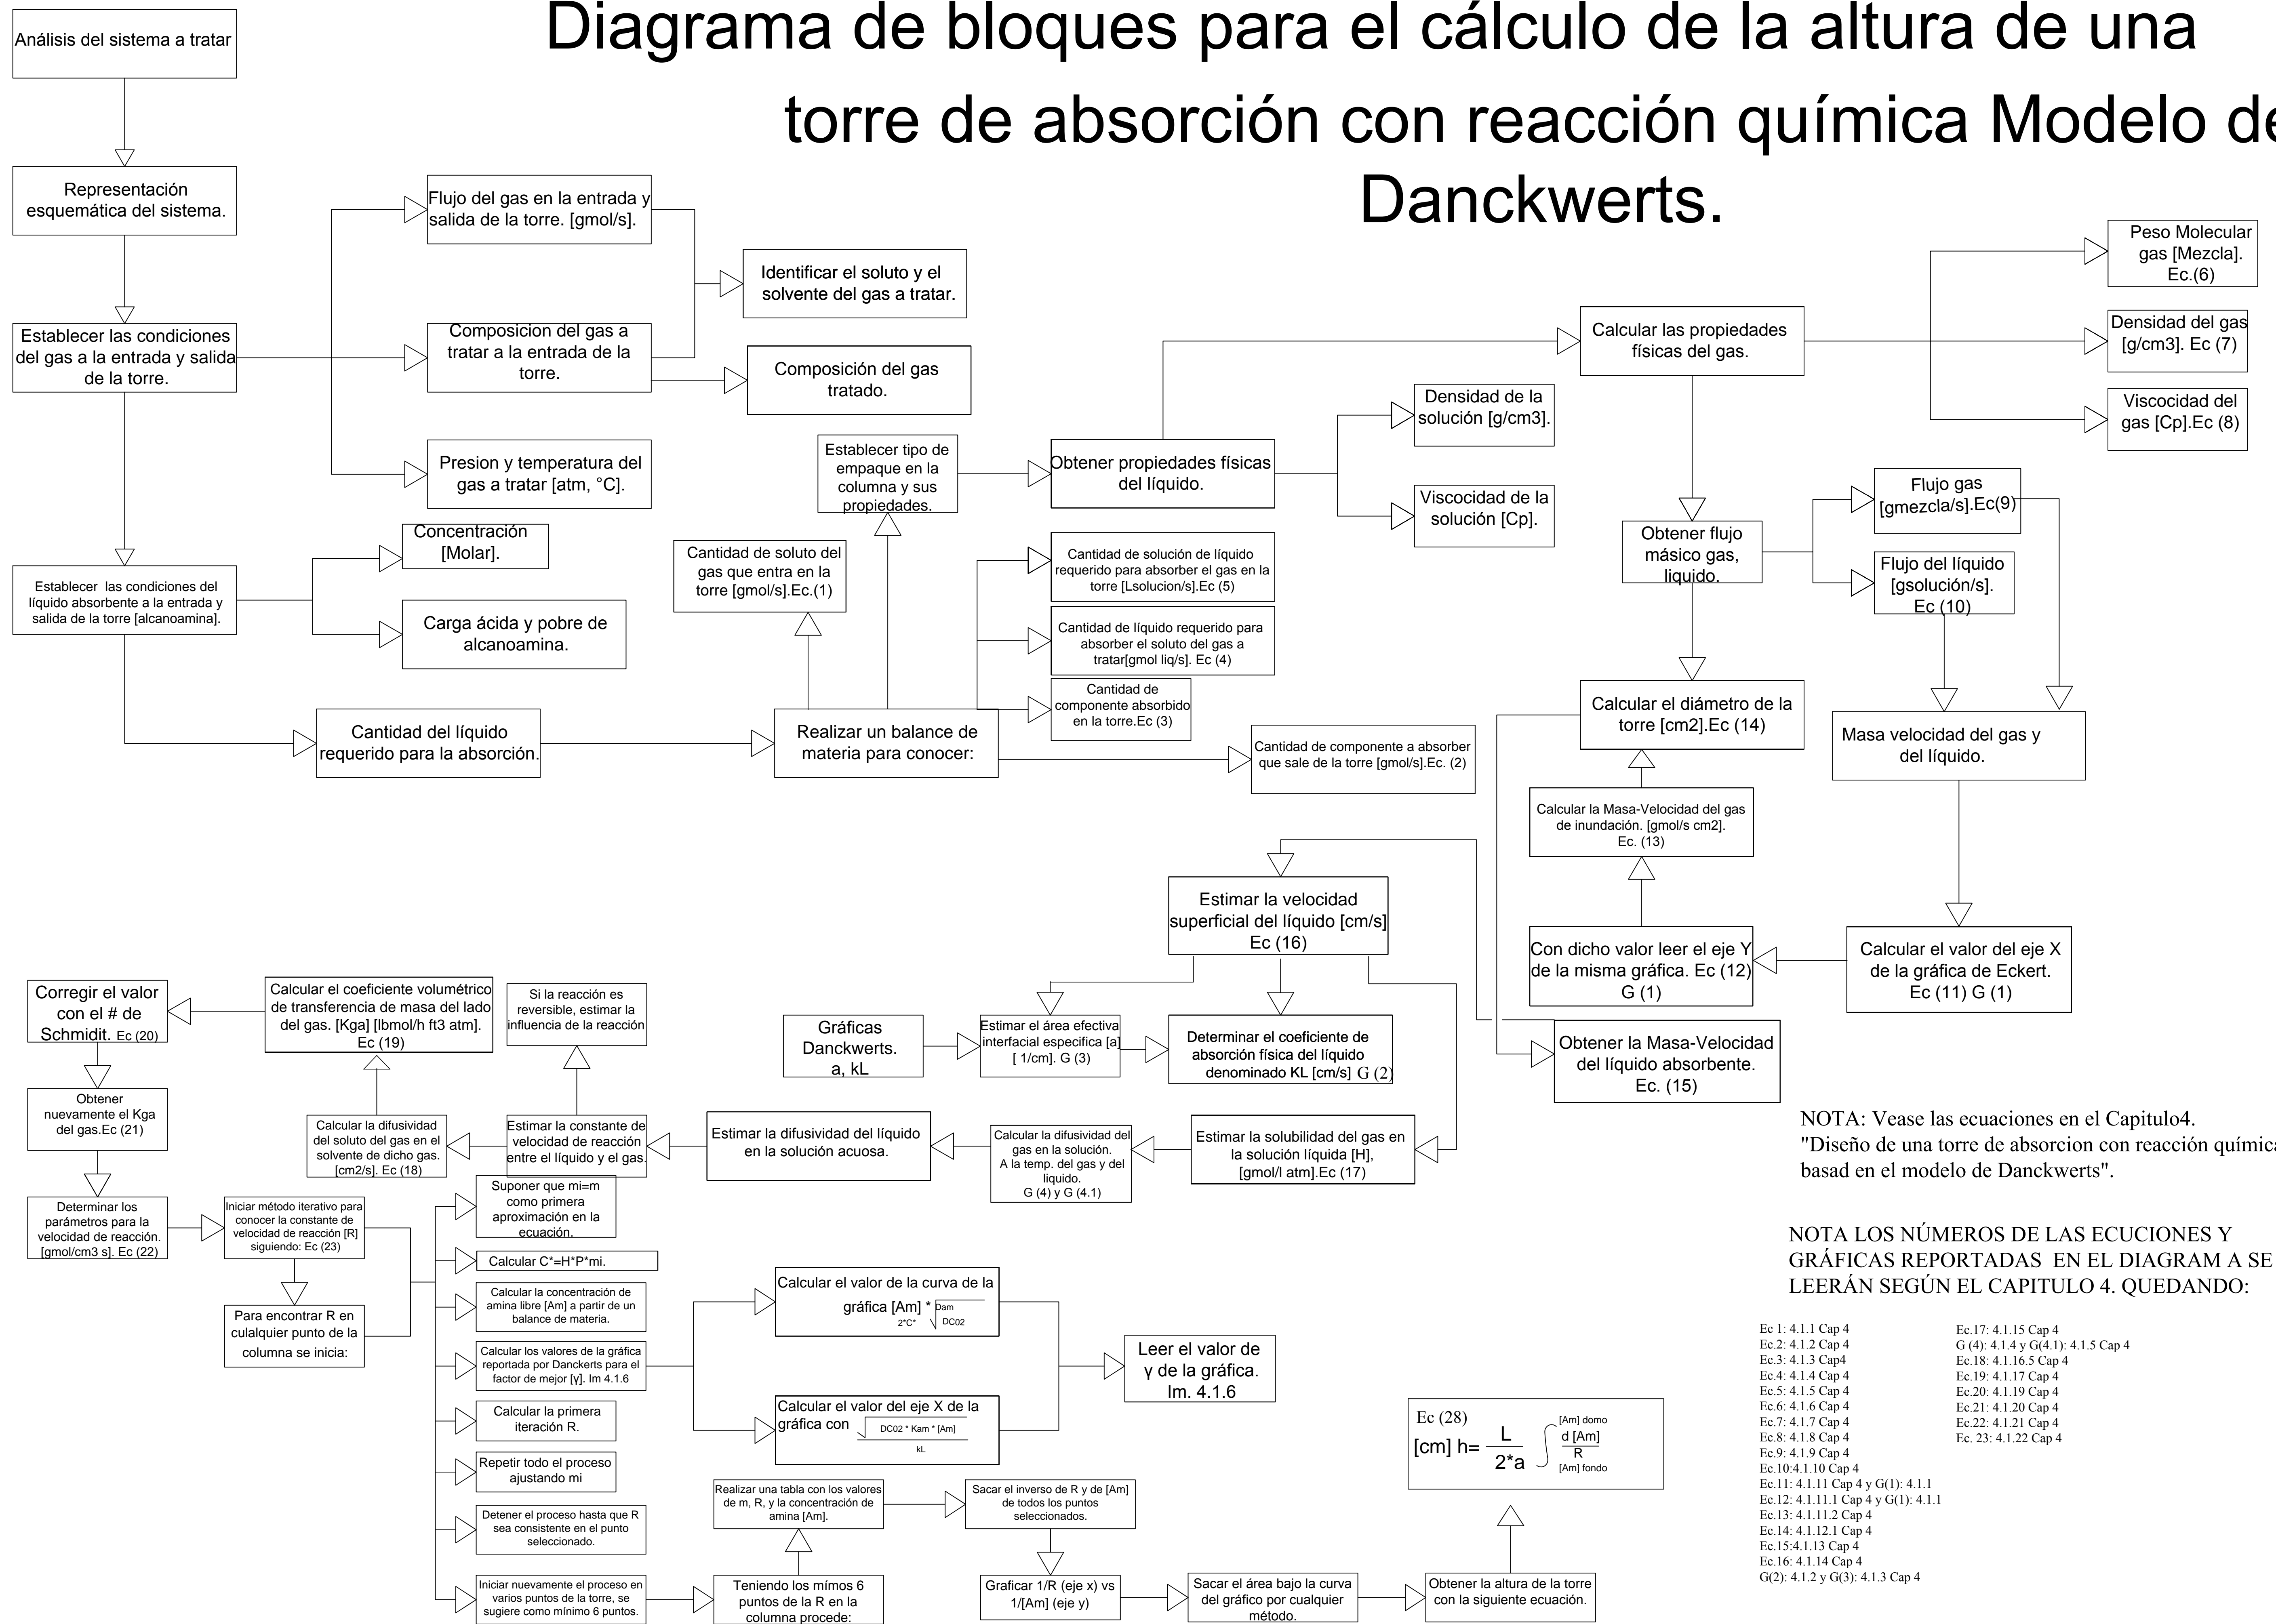 Diagrama de bloques para el cálculo de la altura de una
torre de absorción con reacción química Modelo de
Danckwerts.
Análisis del sistema a tratar
Representación
esquemática del sistema.
Establecer las condiciones
del gas a la entrada y salida
de la torre.
Flujo del gas en la entrada y
salida de la torre. [gmol/s].
Composicion del gas a
tratar a la entrada de la
torre.
Presion y temperatura del
gas a tratar [atm, °C].
Identificar el soluto y el
solvente del gas a tratar.
Composición del gas
tratado.
Establecer  las condiciones del
líquido absorbente a la entrada y
salida de la torre [alcanoamina].
Concentración
[Molar].
Carga ácida y pobre de
alcanoamina.
Cantidad del líquido
requerido para la absorción.
Realizar un balance de
materia para conocer:
Cantidad de soluto del
gas que entra en la
torre [gmol/s].Ec.(1)
Establecer tipo de
empaque en la
columna y sus
propiedades.
Cantidad de solución de líquido
requerido para absorber el gas en la
torre [Lsolucion/s].Ec (5)
Cantidad de líquido requerido para
absorber el soluto del gas a
tratar[gmol liq/s]. Ec (4)
Cantidad de
componente absorbido
en la torre.Ec (3)
Cantidad de componente a absorber
que sale de la torre [gmol/s].Ec. (2)
Obtener propiedades físicas
del líquido.
Densidad de la
solución [g/cm3].
Viscocidad de la
solución [Cp].
Calcular las propiedades
físicas del gas.
Peso Molecular
gas [Mezcla].
Ec.(6)
Densidad del gas
[g/cm3]. Ec (7)
Viscocidad del
gas [Cp].Ec (8)
Obtener flujo
másico gas,
liquido.
Flujo gas
[gmezcla/s].Ec(9)
Flujo del líquido
[gsolución/s].
Ec (10)
Masa velocidad del gas y
del líquido.
Calcular el diámetro de la
torre [cm2].Ec (14)
Calcular la Masa-Velocidad del gas
de inundación. [gmol/s cm2].
Ec. (13)
Con dicho valor leer el eje Y
de la misma gráfica. Ec (12)
G (1)
Calcular el valor del eje X
de la gráfica de Eckert.
Ec (11) G (1)
Obtener la Masa-Velocidad
del líquido absorbente.
Ec. (15)
Estimar la velocidad
superficial del líquido [cm/s]
Ec (16)
Gráficas
Danckwerts.
a, kL
Estimar el área efectiva
interfacial especifica [a]
[ 1/cm]. G (3)
Determinar el coeficiente de
absorción física del líquido
denominado KL [cm/s] G (2)
Estimar la solubilidad del gas en
la solución líquida [H],
[gmol/l atm].Ec (17)
Calcular la difusividad del
gas en la solución.
A la temp. del gas y del
liquido.
G (4) y G (4.1)
Estimar la difusividad del líquido
en la solución acuosa.
Estimar la constante de
velocidad de reacción
entre el líquido y el gas.
Si la reacción es
reversible, estimar la
influencia de la reacción
Calcular la difusividad
del soluto del gas en el
solvente de dicho gas.
[cm2/s]. Ec (18)
Calcular el coeficiente volumétrico
de transferencia de masa del lado
del gas. [Kga] [lbmol/h ft3 atm].
Ec (19)
Corregir el valor
con el # de
Schmidit. Ec (20)
Obtener
nuevamente el Kga
del gas.Ec (21)
Determinar los
parámetros para la
velocidad de reacción.
[gmol/cm3 s]. Ec (22)
Iniciar método iterativo para
conocer la constante de
velocidad de reacción [R]
siguiendo: Ec (23)
Para encontrar R en
culalquier punto de la
columna se inicia:
Suponer que mi=m
como primera
aproximación en la
ecuación.
Calcular C*=H*P*mi.
Calcular la concentración de
amina libre [Am] a partir de un
balance de materia.
Calcular los valores de la gráfica
reportada por Danckerts para el
factor de mejor [γ]. Im 4.1.6
Calcular la primera
iteración R.
Repetir todo el proceso
ajustando mi
Detener el proceso hasta que R
sea consistente en el punto
seleccionado.
Iniciar nuevamente el proceso en
varios puntos de la torre, se
sugiere como mínimo 6 puntos.
Calcular el valor de la curva de la
gráfica [Am] * √ Dam
2*C* DC02
Calcular el valor del eje X de la
gráfica con √ DC02 * Kam * [Am]
kL
Leer el valor de
γ de la gráfica.
Im. 4.1.6
Teniendo los mímos 6
puntos de la R en la
columna procede:
Realizar una tabla con los valores
de m, R, y la concentración de
amina [Am].
Sacar el inverso de R y de [Am]
de todos los puntos
seleccionados.
Graficar 1/R (eje x) vs
1/[Am] (eje y)
Sacar el área bajo la curva
del gráfico por cualquier
método.
Obtener la altura de la torre
con la siguiente ecuación.
Ec (28)
[cm] h= L
2*a
∫
[Am] domo
d [Am]
R
[Am] fondo
NOTA: Vease las ecuaciones en el Capitulo4.
"Diseño de una torre de absorcion con reacción química
basad en el modelo de Danckwerts".
NOTA LOS NÚMEROS DE LAS ECUCIONES Y
GRÁFICAS REPORTADAS  EN EL DIAGRAM A SE
LEERÁN SEGÚN EL CAPITULO 4. QUEDANDO:
Ec 1: 4.1.1 Cap 4
Ec.2: 4.1.2 Cap 4
Ec.3: 4.1.3 Cap4
Ec.4: 4.1.4 Cap 4
Ec.5: 4.1.5 Cap 4
Ec.6: 4.1.6 Cap 4
Ec.7: 4.1.7 Cap 4
Ec.8: 4.1.8 Cap 4
Ec.9: 4.1.9 Cap 4
Ec.10:4.1.10 Cap 4
Ec.11: 4.1.11 Cap 4 y G(1): 4.1.1
Ec.12: 4.1.11.1 Cap 4 y G(1): 4.1.1
Ec.13: 4.1.11.2 Cap 4
Ec.14: 4.1.12.1 Cap 4
Ec.15:4.1.13 Cap 4
Ec.16: 4.1.14 Cap 4
G(2): 4.1.2 y G(3): 4.1.3 Cap 4
Ec.17: 4.1.15 Cap 4
G (4): 4.1.4 y G(4.1): 4.1.5 Cap 4
Ec.18: 4.1.16.5 Cap 4
Ec.19: 4.1.17 Cap 4
Ec.20: 4.1.19 Cap 4
Ec.21: 4.1.20 Cap 4
Ec.22: 4.1.21 Cap 4
Ec. 23: 4.1.22 Cap 4